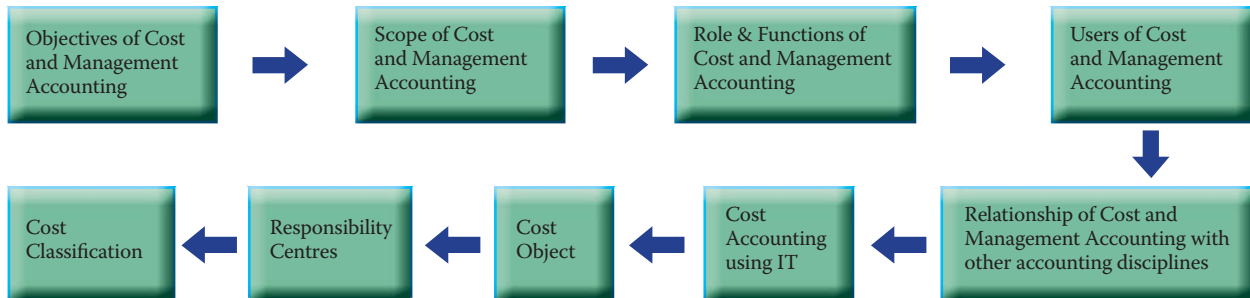 Objectives of Cost
and Management
Accounting
Scope of Cost
and Management
Accounting
Role & Functions of
Cost and Management
Accounting
Users of Cost
and Management
Accounting
Relationship of Cost and
Management Accounting with
other accounting disciplines
Cost
Accounting
using IT
Cost
Object
Responsibility
Centres
Cost
Classification